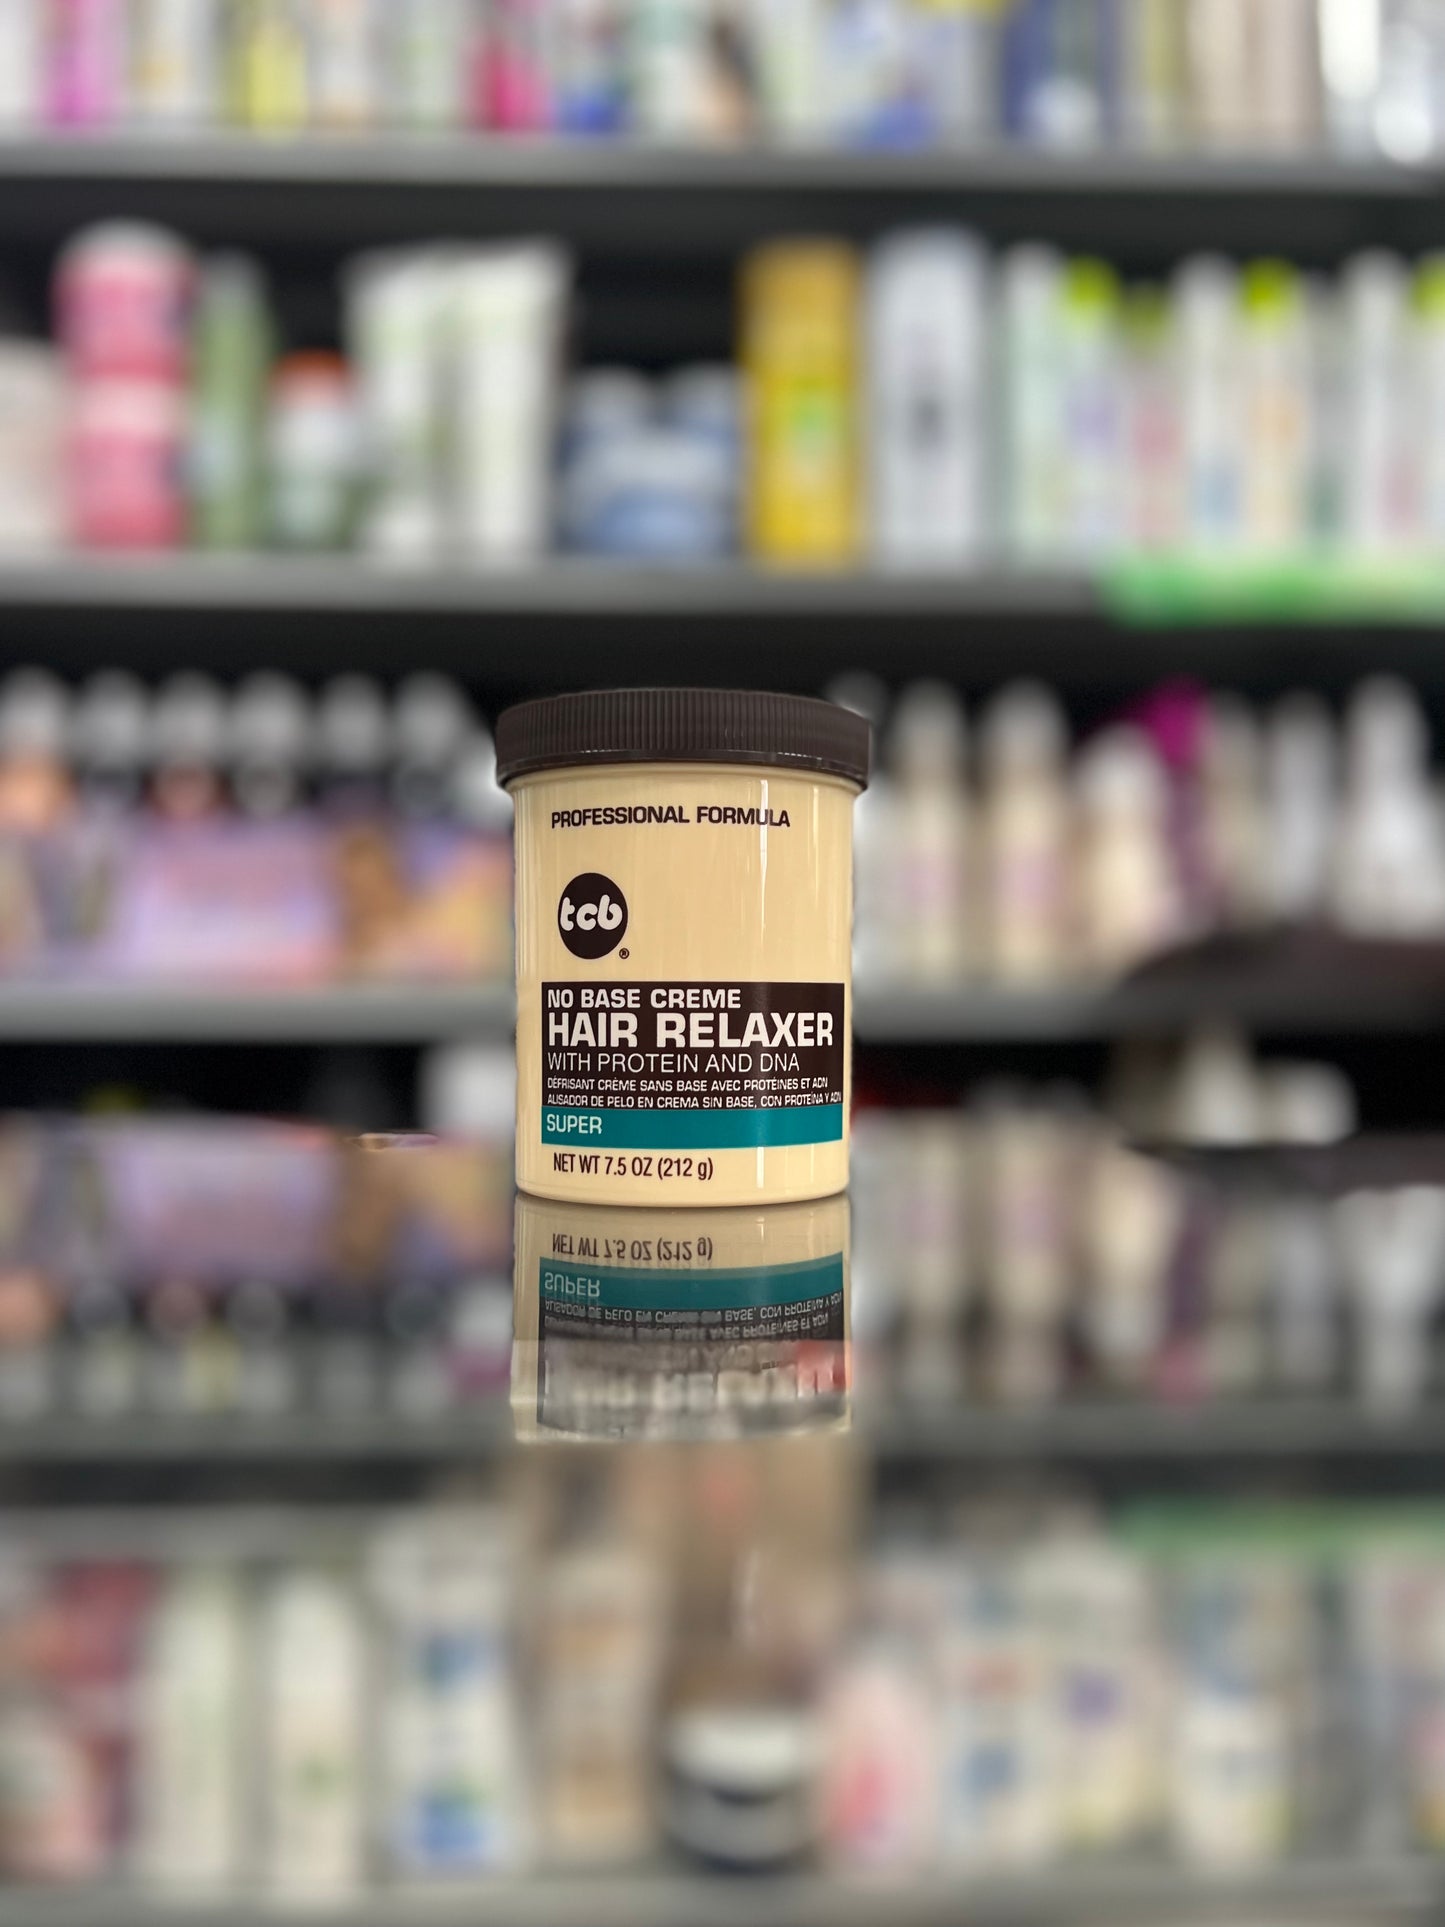 PROFESSIONAL FORMULA
tcb®
NO BASE CREME
HAIR RELAXER
WITH PROTEIN AND DNA
DÉFRISANT CRÈME SANS BASE AVEC PROTÉINES ET ADN
ALISADOR DE PELO EN CREMA SIN BASE, CON PROTEINA Y ADN
SUPER
NET WT 7.5 OZ (212 g)